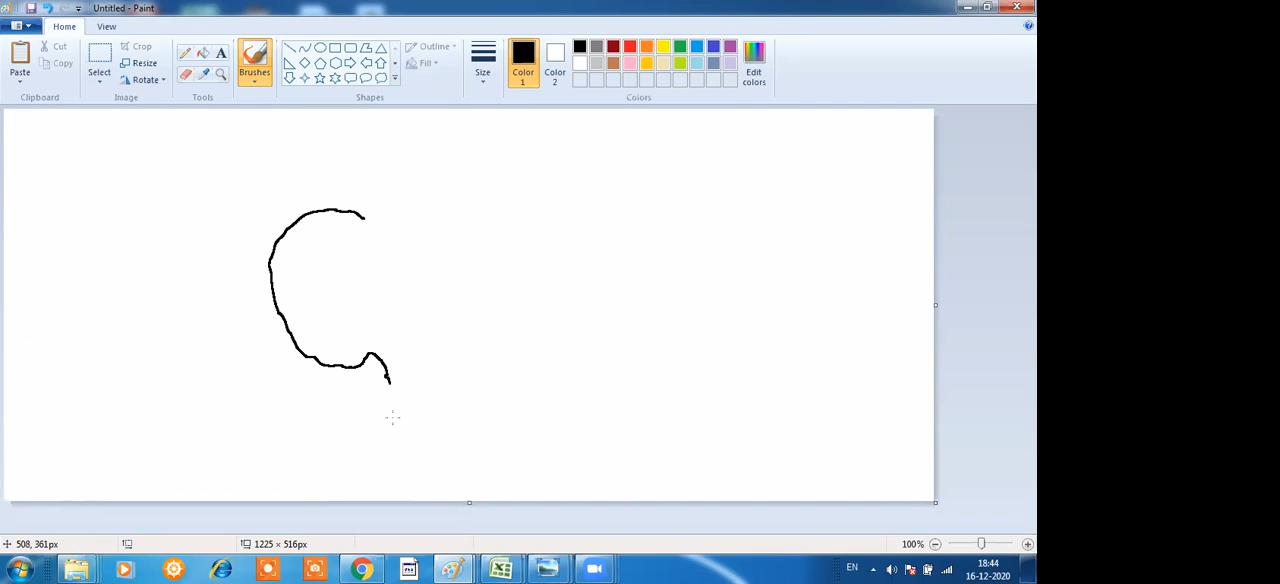 Untitled - Paint
Home View
Paste
Cut
Copy
Clipboard
Select
Crop
Resize
Rotate
Image
A
Tools
Brushes
Outline
Fill
Shapes
Size
Color 1
Color 2
Edit colors
Colors
508, 361px
1225 × 516px
100%
EN
18:44
16-12-2020